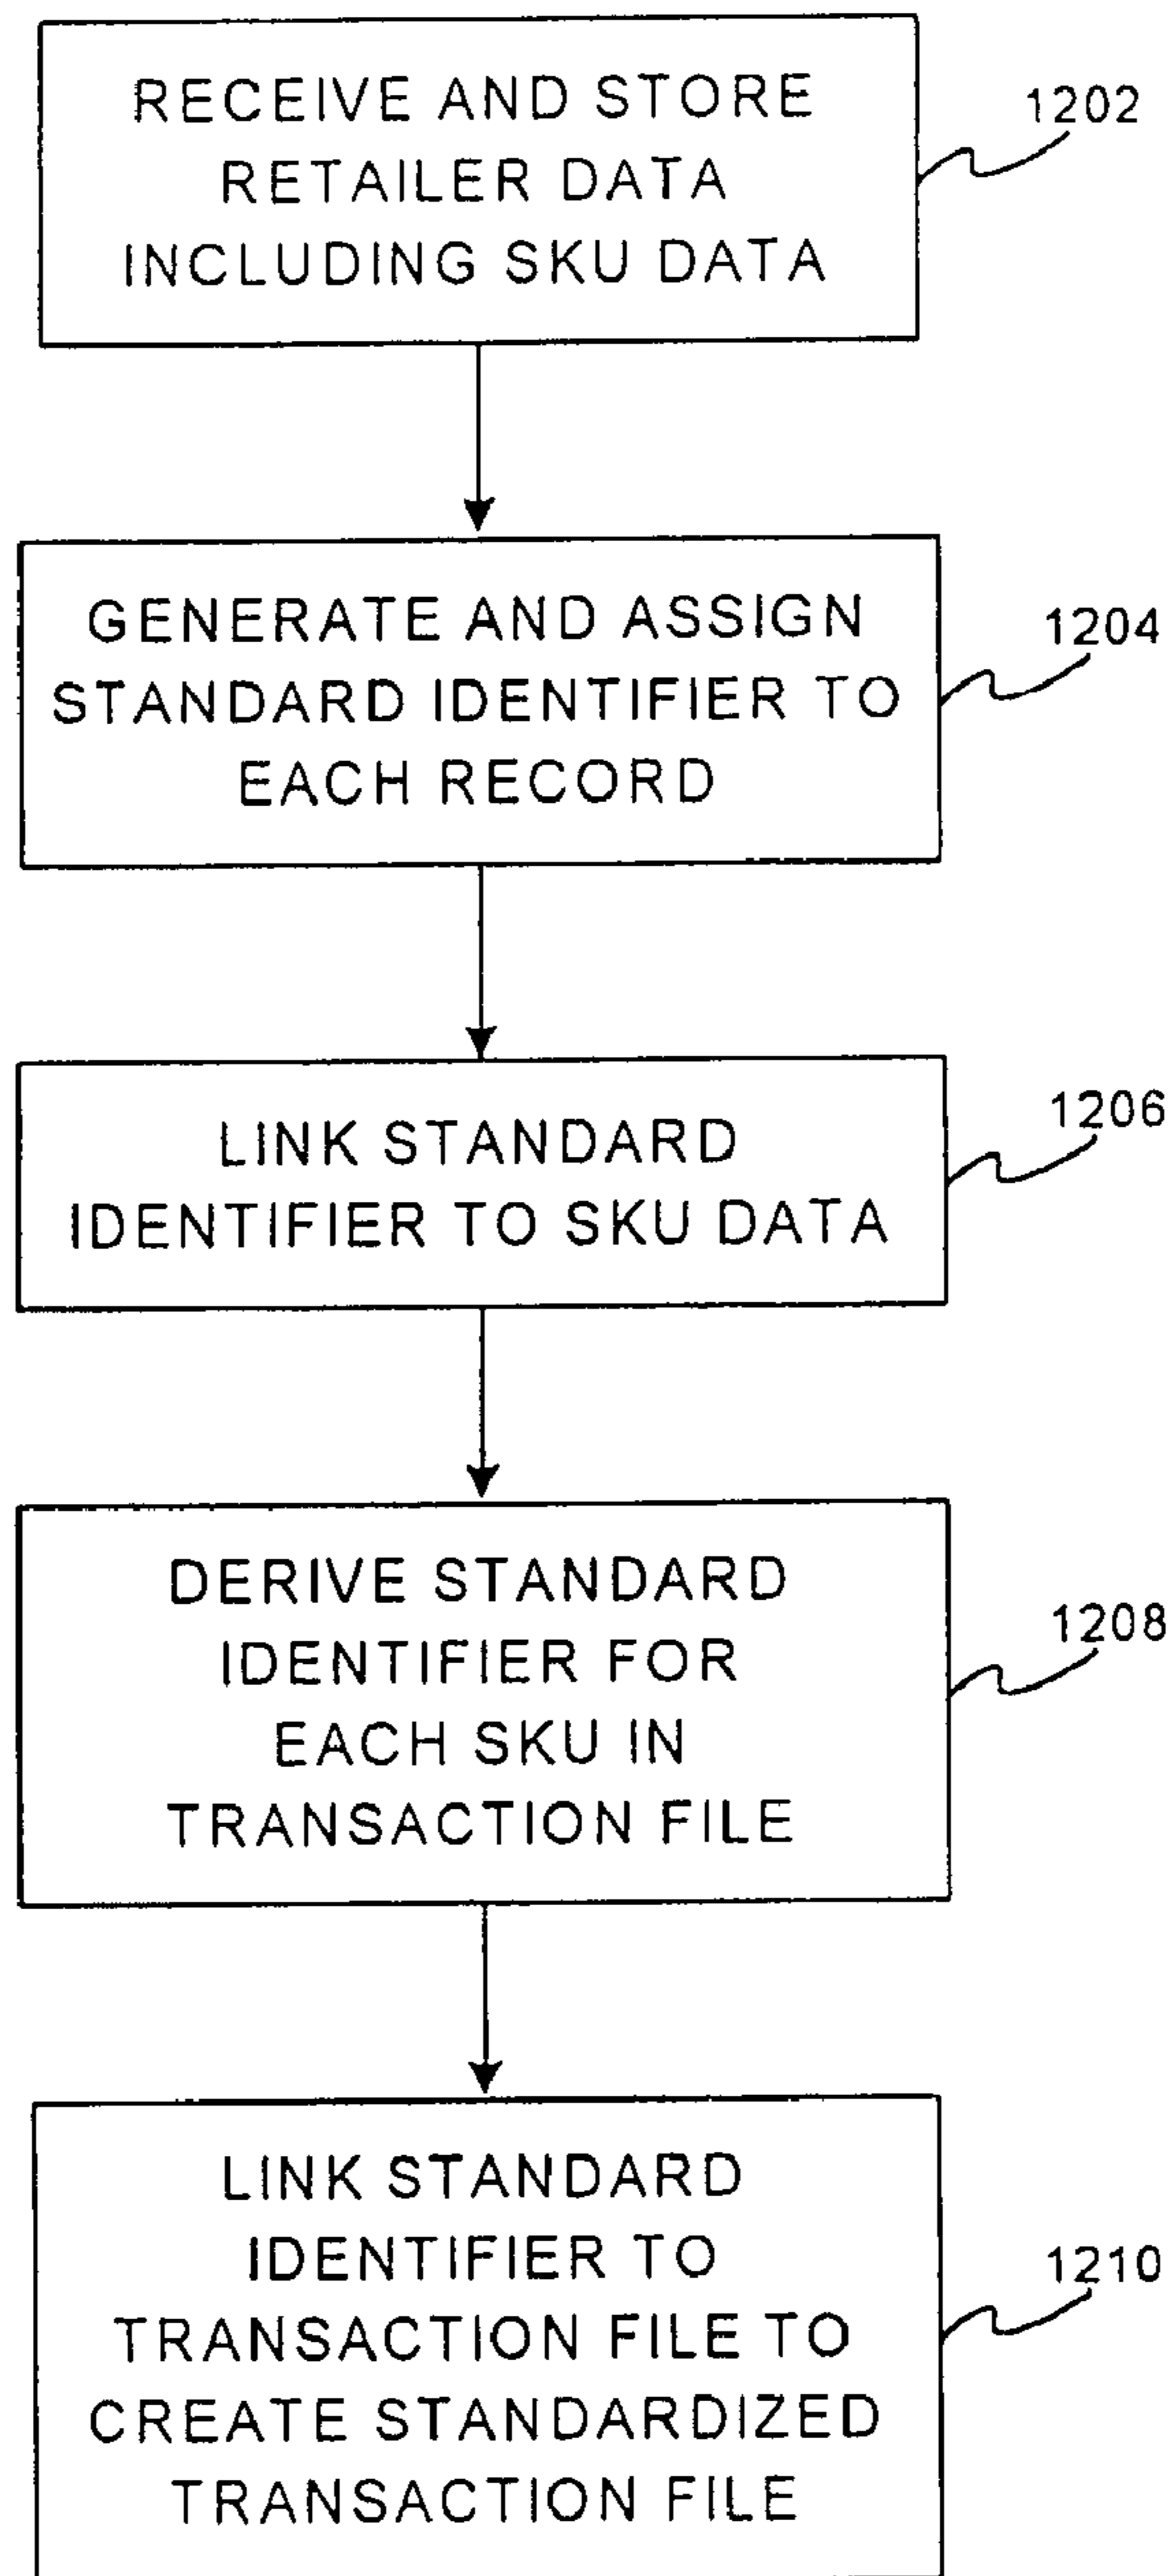 RECEIVE AND STORE
RETAILER DATA
INCLUDING SKU DATA
1202
GENERATE AND ASSIGN
STANDARD IDENTIFIER TO
EACH RECORD
1204
LINK STANDARD
IDENTIFIER TO SKU DATA
1206
DERIVE STANDARD
IDENTIFIER FOR
EACH SKU IN
TRANSACTION FILE
1208
LINK STANDARD
IDENTIFIER TO
TRANSACTION FILE TO
CREATE STANDARDIZED
TRANSACTION FILE
1210